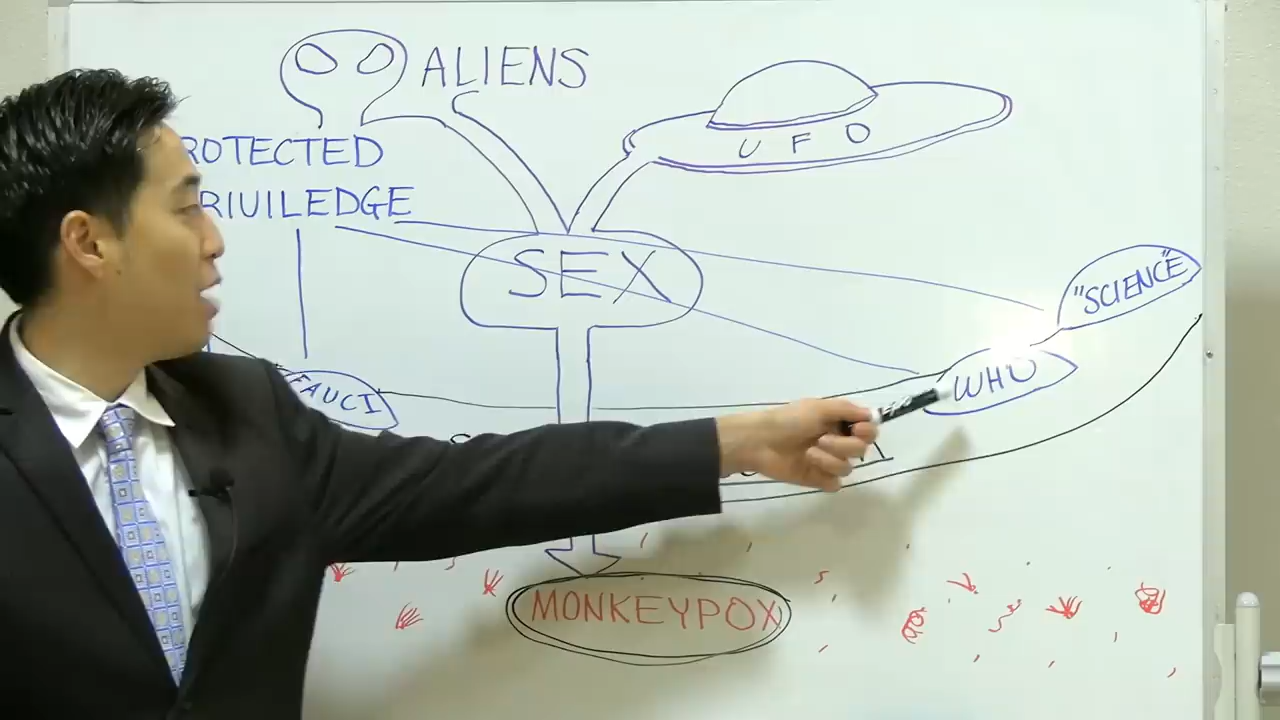 ALIENS
UFO
ROTECTED
RIUILEDGE
SEX
"SCIENCE"
FAUCI
WHO
MONKEYPOX